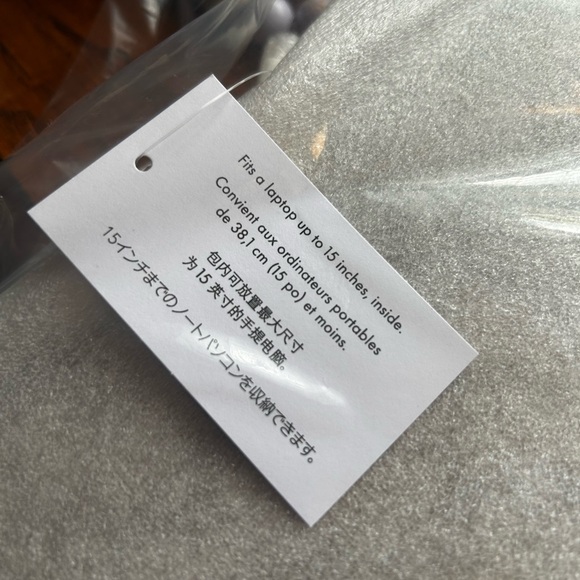 Fits a laptop up to 15 inches, inside.
Convient aux ordinateurs portables
de 38,1 cm (15 po) et moins.
包内可放置最大尺寸
为 15 英寸的手提电脑。
15インチまでのノートパソコンを収納できます。